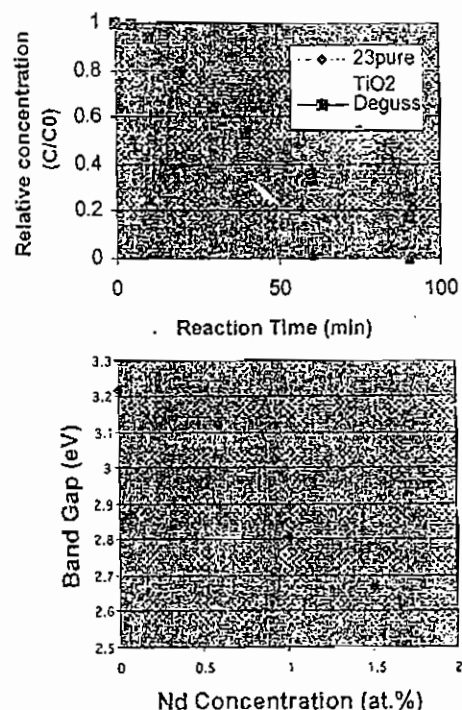 1
0.8
0.6
0.4
0.2
0
Relative concentration
(C/C0)
23pure
TiO2
Deguss
0 50 100
Reaction Time (min)
3.3
3.2
3.1
3
2.9
2.8
2.7
2.6
2.5
Band Gap (eV)
0 0.5 1 1.5 2
Nd Concentration (at.%)